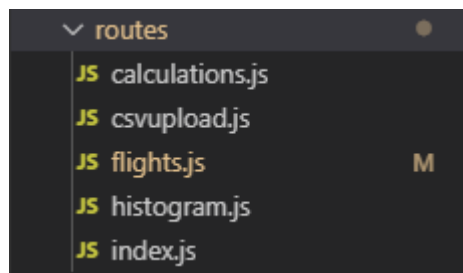 routes
JS calculations.js
JS csvupload.js
JS flights.js M
JS histogram.js
JS index.js